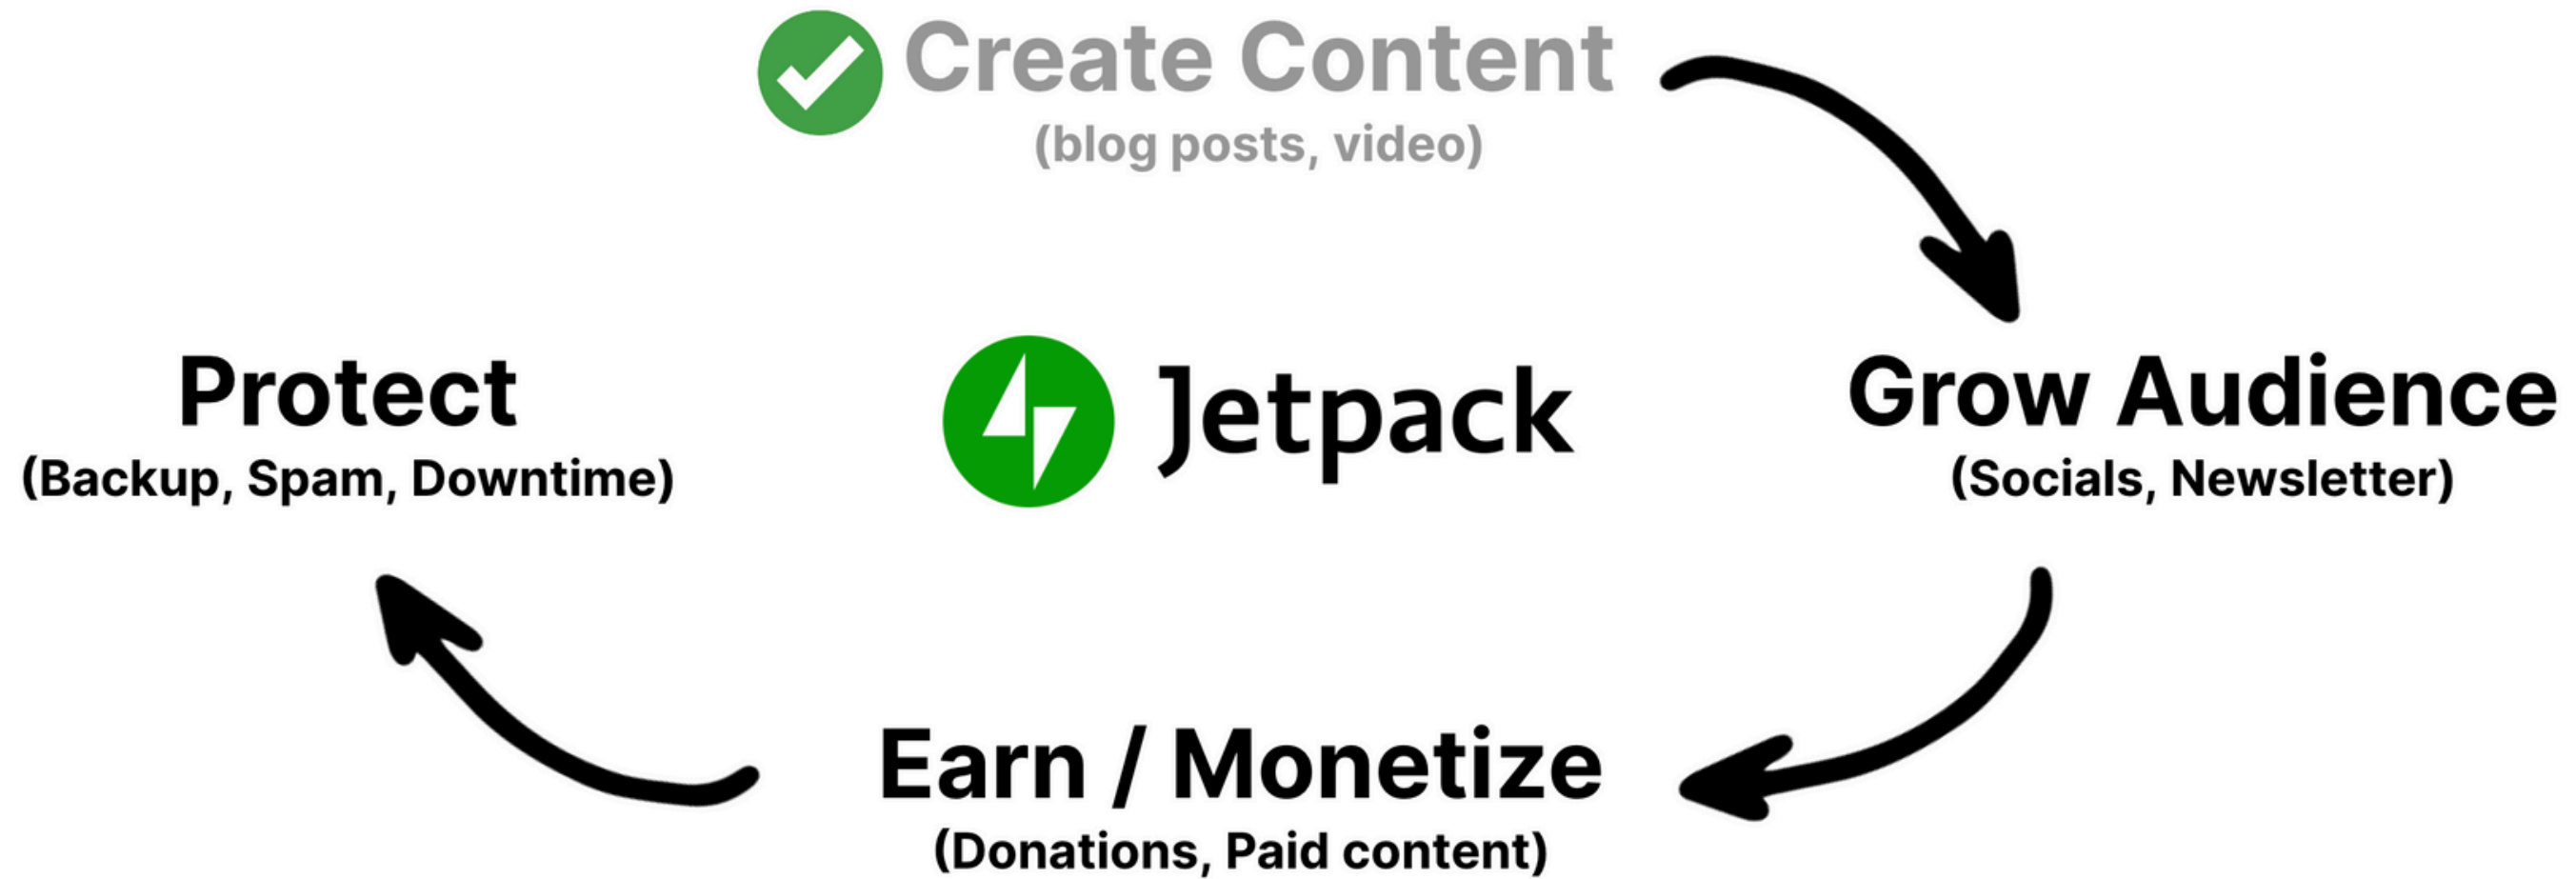 Create Content
(blog posts, video)
Protect
(Backup, Spam, Downtime)
Jetpack
Grow Audience
(Socials, Newsletter)
Earn / Monetize
(Donations, Paid content)